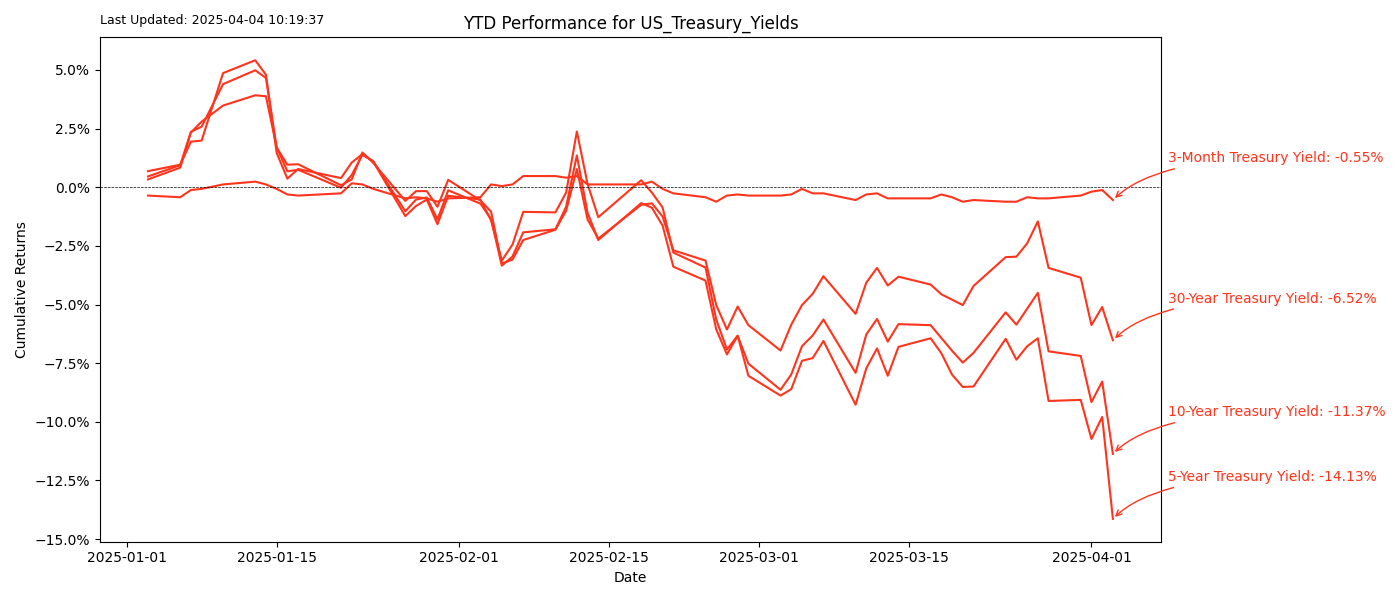 Last Updated: 2025-04-04 10:19:37
YTD Performance for US_Treasury_Yields
5.0%
2.5%
0.0%
−2.5%
−5.0%
−7.5%
−10.0%
−12.5%
−15.0%
Cumulative Returns
3-Month Treasury Yield: -0.55%
30-Year Treasury Yield: -6.52%
10-Year Treasury Yield: -11.37%
5-Year Treasury Yield: -14.13%
2025-01-01
2025-01-15
2025-02-01
2025-02-15
2025-03-01
2025-03-15
2025-04-01
Date